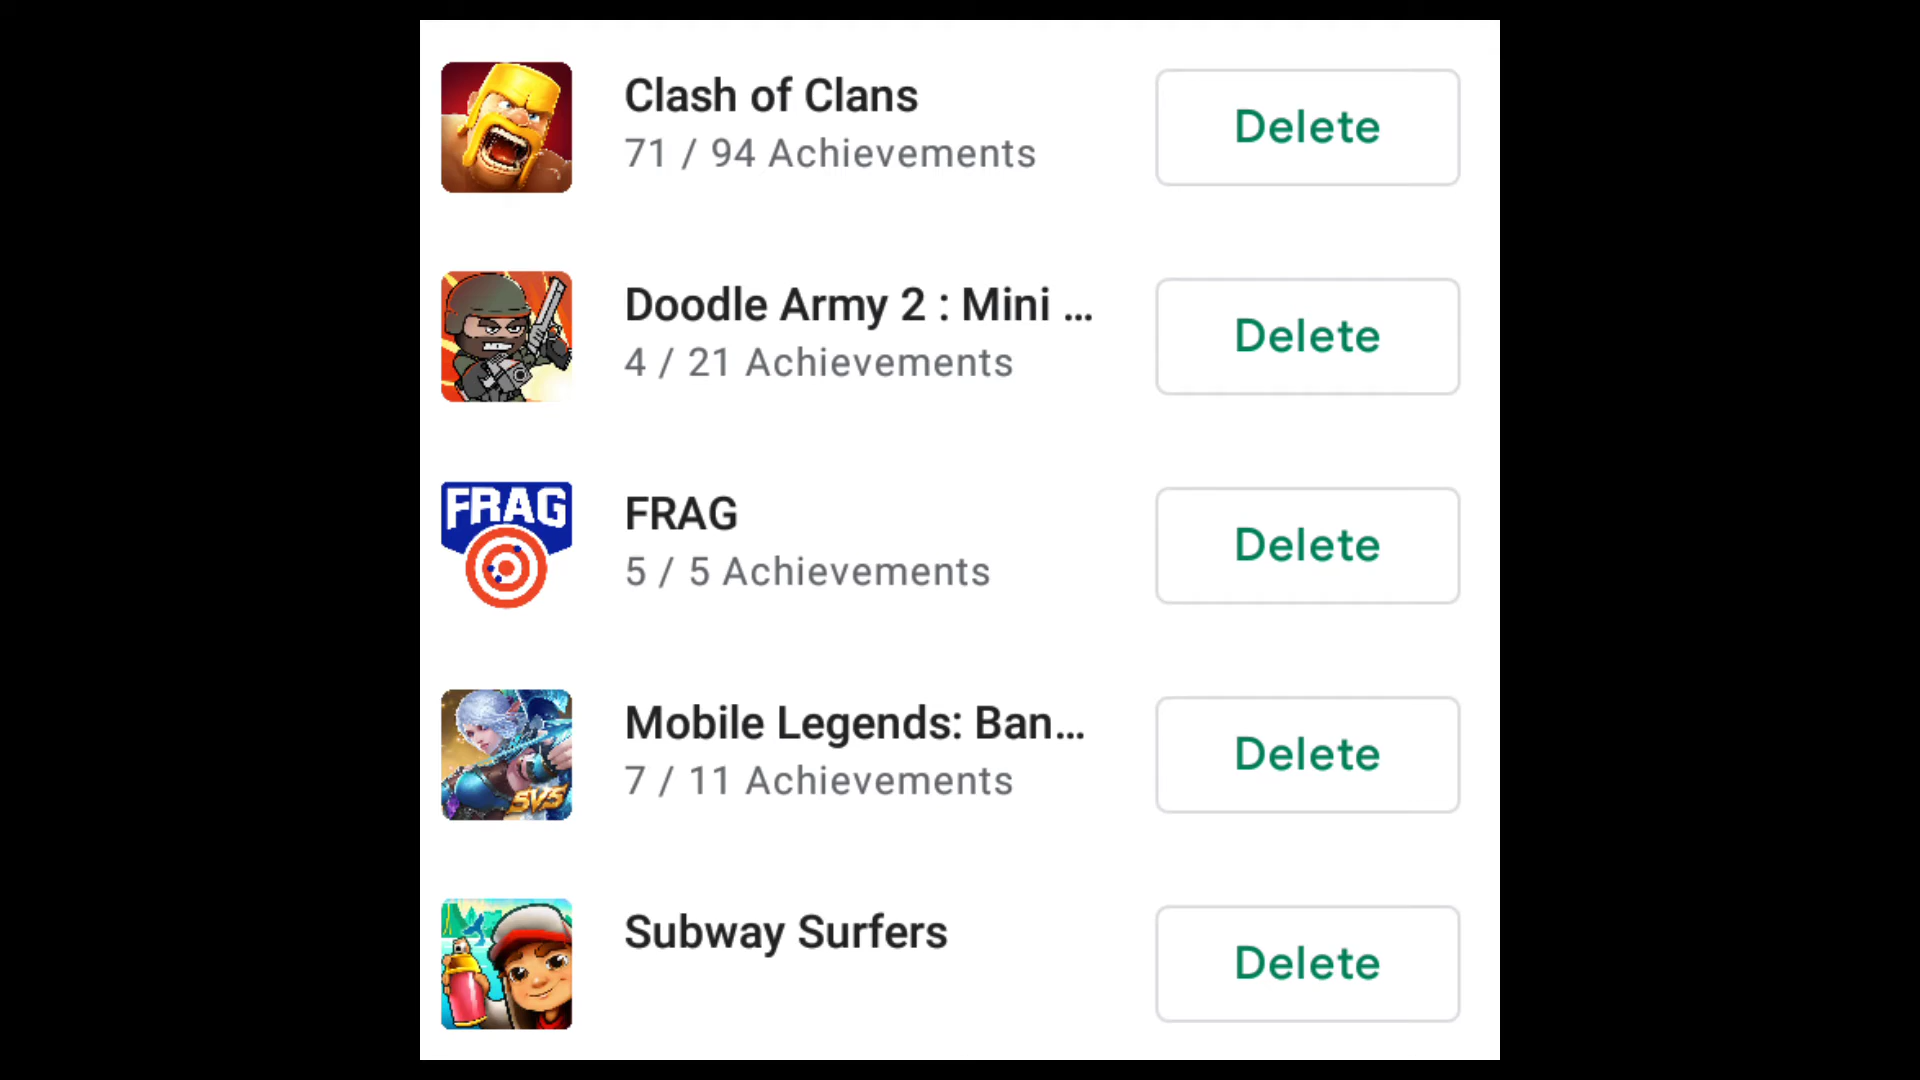 Clash of Clans
71 / 94 Achievements
Delete
Doodle Army 2 : Mini ...
4 / 21 Achievements
Delete
FRAG
FRAG
5 / 5 Achievements
Delete
Mobile Legends: Ban...
7 / 11 Achievements
5V5
Delete
Subway Surfers
Delete